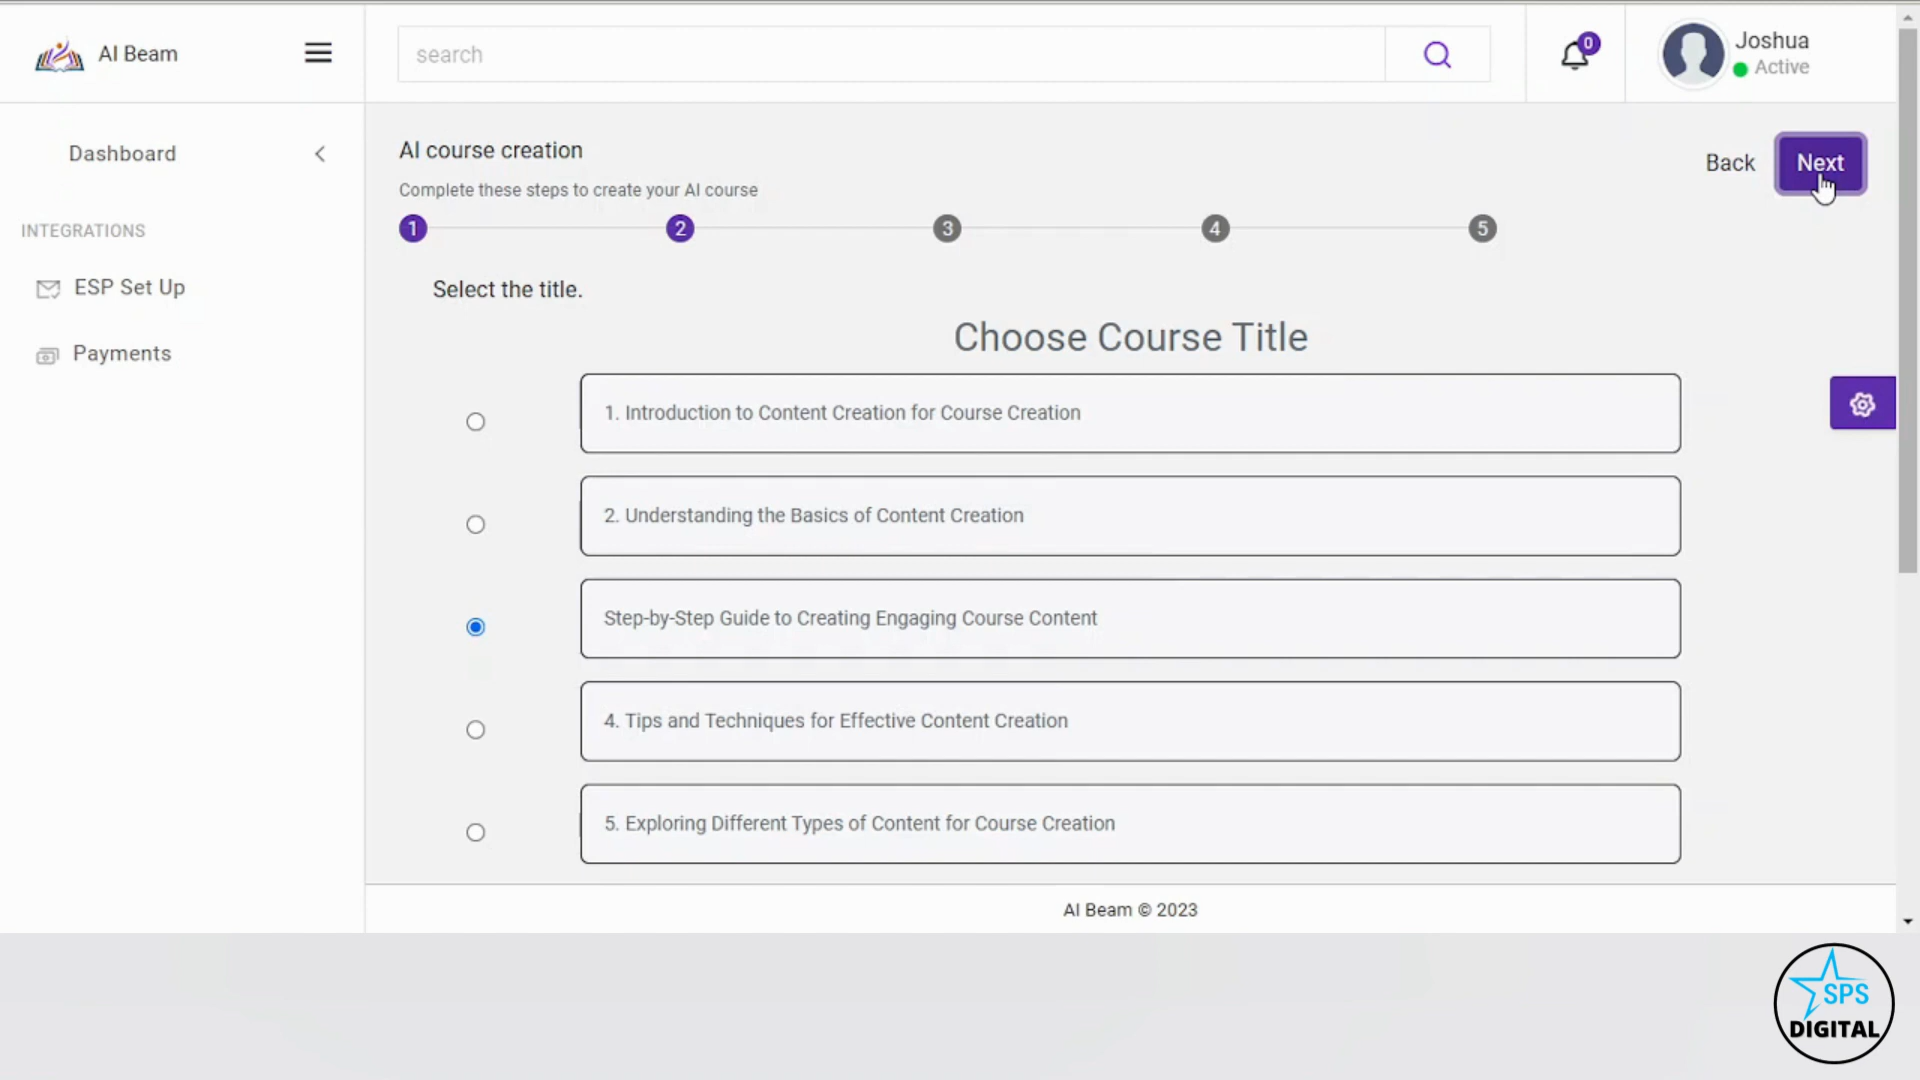 AI Beam
search
0
Joshua
Active
Dashboard
AI course creation
Back
Next
Complete these steps to create your AI course
1
2
3
4
5
INTEGRATIONS
ESP Set Up
Payments
Select the title.
Choose Course Title
1. Introduction to Content Creation for Course Creation
2. Understanding the Basics of Content Creation
Step-by-Step Guide to Creating Engaging Course Content
4. Tips and Techniques for Effective Content Creation
5. Exploring Different Types of Content for Course Creation
AI Beam © 2023
SPS
DIGITAL